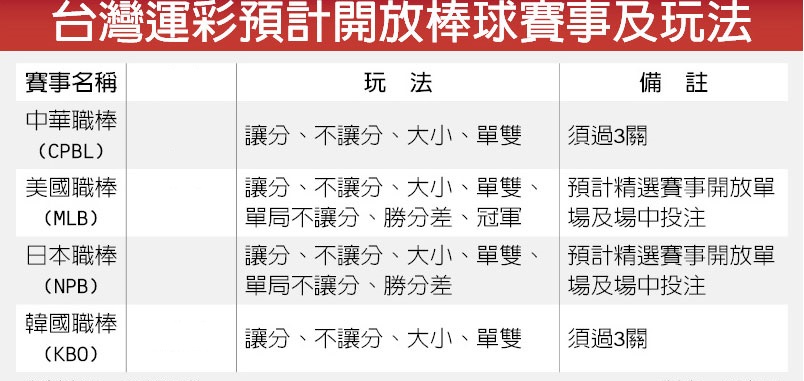 台灣運彩預計開放棒球賽事及玩法
賽事名稱 玩 法 備 註
中華職棒
(CPBL)
讓分、不讓分、大小、單雙
須過3關
美國職棒
(MLB)
讓分、不讓分、大小、單雙、
單局不讓分、勝分差、冠軍
預計精選賽事開放單
場及場中投注
日本職棒
(NPB)
讓分、不讓分、大小、單雙、
單局不讓分、勝分差
預計精選賽事開放單
場及場中投注
韓國職棒
(KBO)
讓分、不讓分、大小、單雙
須過3關